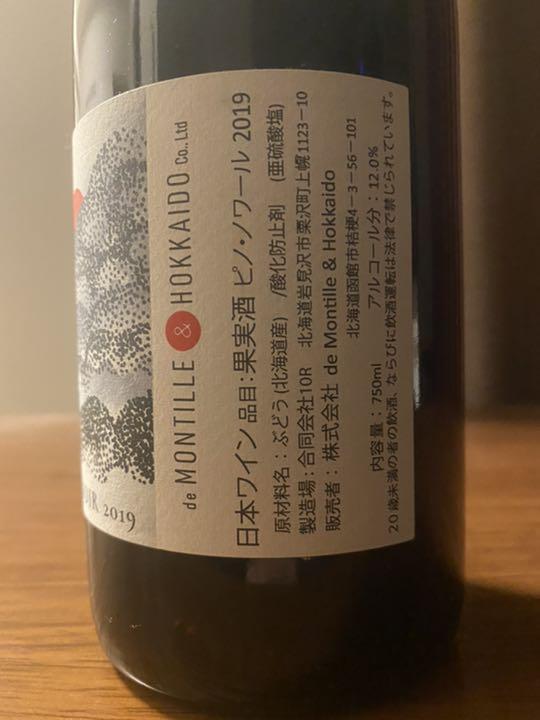 de MONTILLE & HOKKAIDO Co., Ltd
日本ワイン 品目:果実酒 ピノ・ノワール 2019
原材料名:ぶどう(北海道産) /酸化防止剤 (亜硫酸塩)
製造場:合同会社10R 北海道岩見沢市栗沢町上幌1123-10
販売者:株式会社 de Montille & Hokkaido
北海道函館市桔梗4-3-56-101
内容量:750ml アルコール分:12.0%
20歳未満の者の飲酒、ならびに飲酒運転は法律で禁じられています。
2019